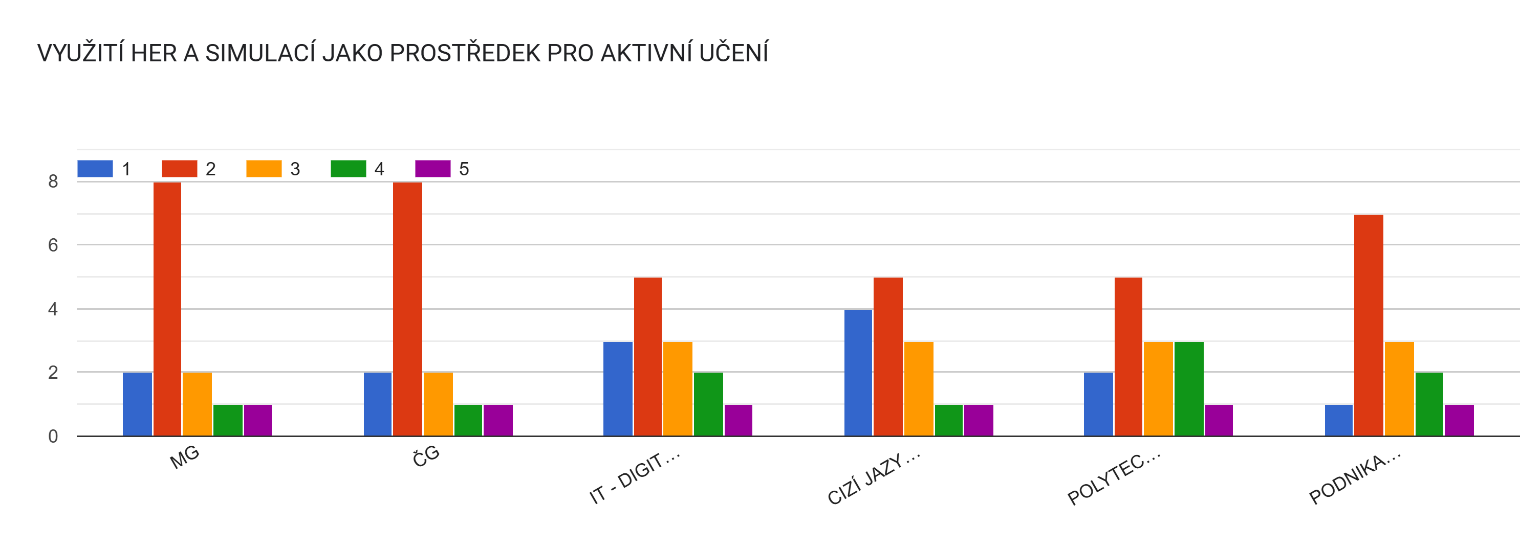 VYUŽITÍ HER A SIMULACÍ JAKO PROSTŘEDEK PRO AKTIVNÍ UČENÍ
1 2 3 4 5
8
6
4
2
0
MG ČG IT - DIGIT… CIZÍ JAZY… POLYTEC… PODNIKA…